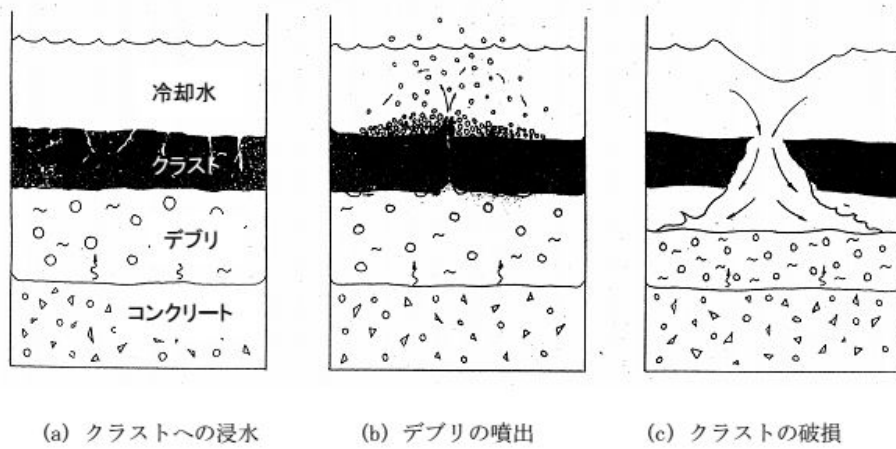 冷却水
クラスト
デブリ
コンクリート
(a) クラストへの浸水
(b) デブリの噴出
(c) クラストの破損